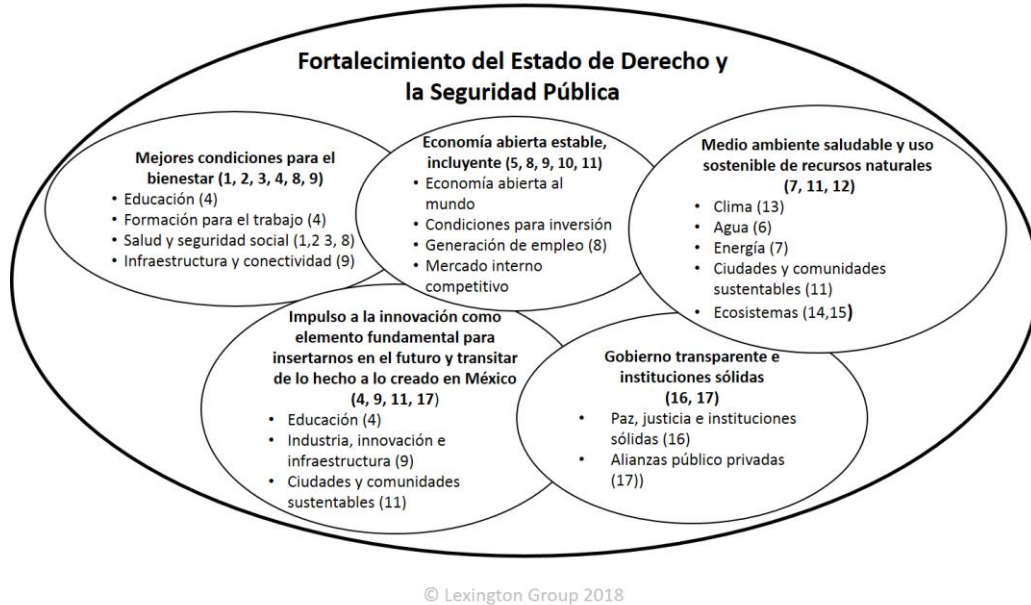 Fortalecimiento del Estado de Derecho y
la Seguridad Pública
Mejores condiciones para el
bienestar (1, 2, 3, 4, 8, 9)
• Educación (4)
• Formación para el trabajo (4)
• Salud y seguridad social (1,2 3, 8)
• Infraestructura y conectividad (9)
Economía abierta estable,
incluyente (5, 8, 9, 10, 11)
• Economía abierta al
mundo
• Condiciones para inversión
• Generación de empleo (8)
• Mercado interno
competitivo
Medio ambiente saludable y uso
sostenible de recursos naturales
(7, 11, 12)
• Clima (13)
• Agua (6)
• Energía (7)
• Ciudades y comunidades
sustentables (11)
• Ecosistemas (14,15)
Impulso a la innovación como
elemento fundamental para
insertarnos en el futuro y transitar
de lo hecho a lo creado en México
(4, 9, 11, 17)
• Educación (4)
• Industria, innovación e
infraestructura (9)
• Ciudades y comunidades
sustentables (11)
Gobierno transparente e
instituciones sólidas
(16, 17)
• Paz, justicia e instituciones
sólidas (16)
• Alianzas público privadas
(17))
© Lexington Group 2018